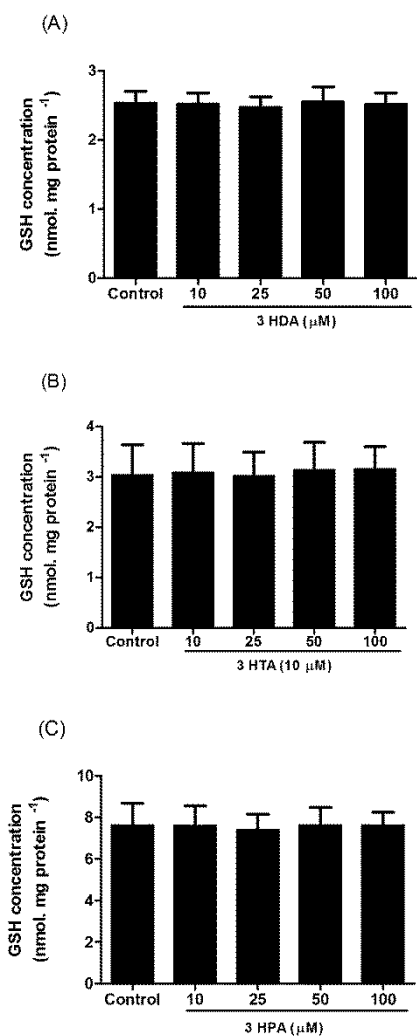 (A)
GSH concentration
(nmol. mg protein -1)
3
2
1
0
Control 10 25 50 100
3 HDA (μM)
(B)
GSH concentration
(nmol. mg protein -1)
4
3
2
1
0
Control 10 25 50 100
3 HTA (10 μM)
(C)
GSH concentration
(nmol. mg protein -1)
10
8
6
4
2
0
Control 10 25 50 100
3 HPA (μM)